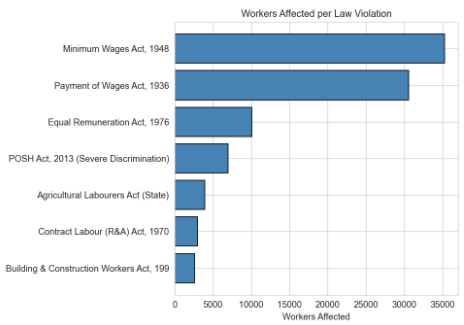 Workers Affected per Law Violation
Minimum Wages Act, 1948
Payment of Wages Act, 1936
Equal Remuneration Act, 1976
POSH Act, 2013 (Severe Discrimination)
Agricultural Labourers Act (State)
Contract Labour (R&A) Act, 1970
Building & Construction Workers Act, 199
0 5000 10000 15000 20000 25000 30000 35000
Workers Affected